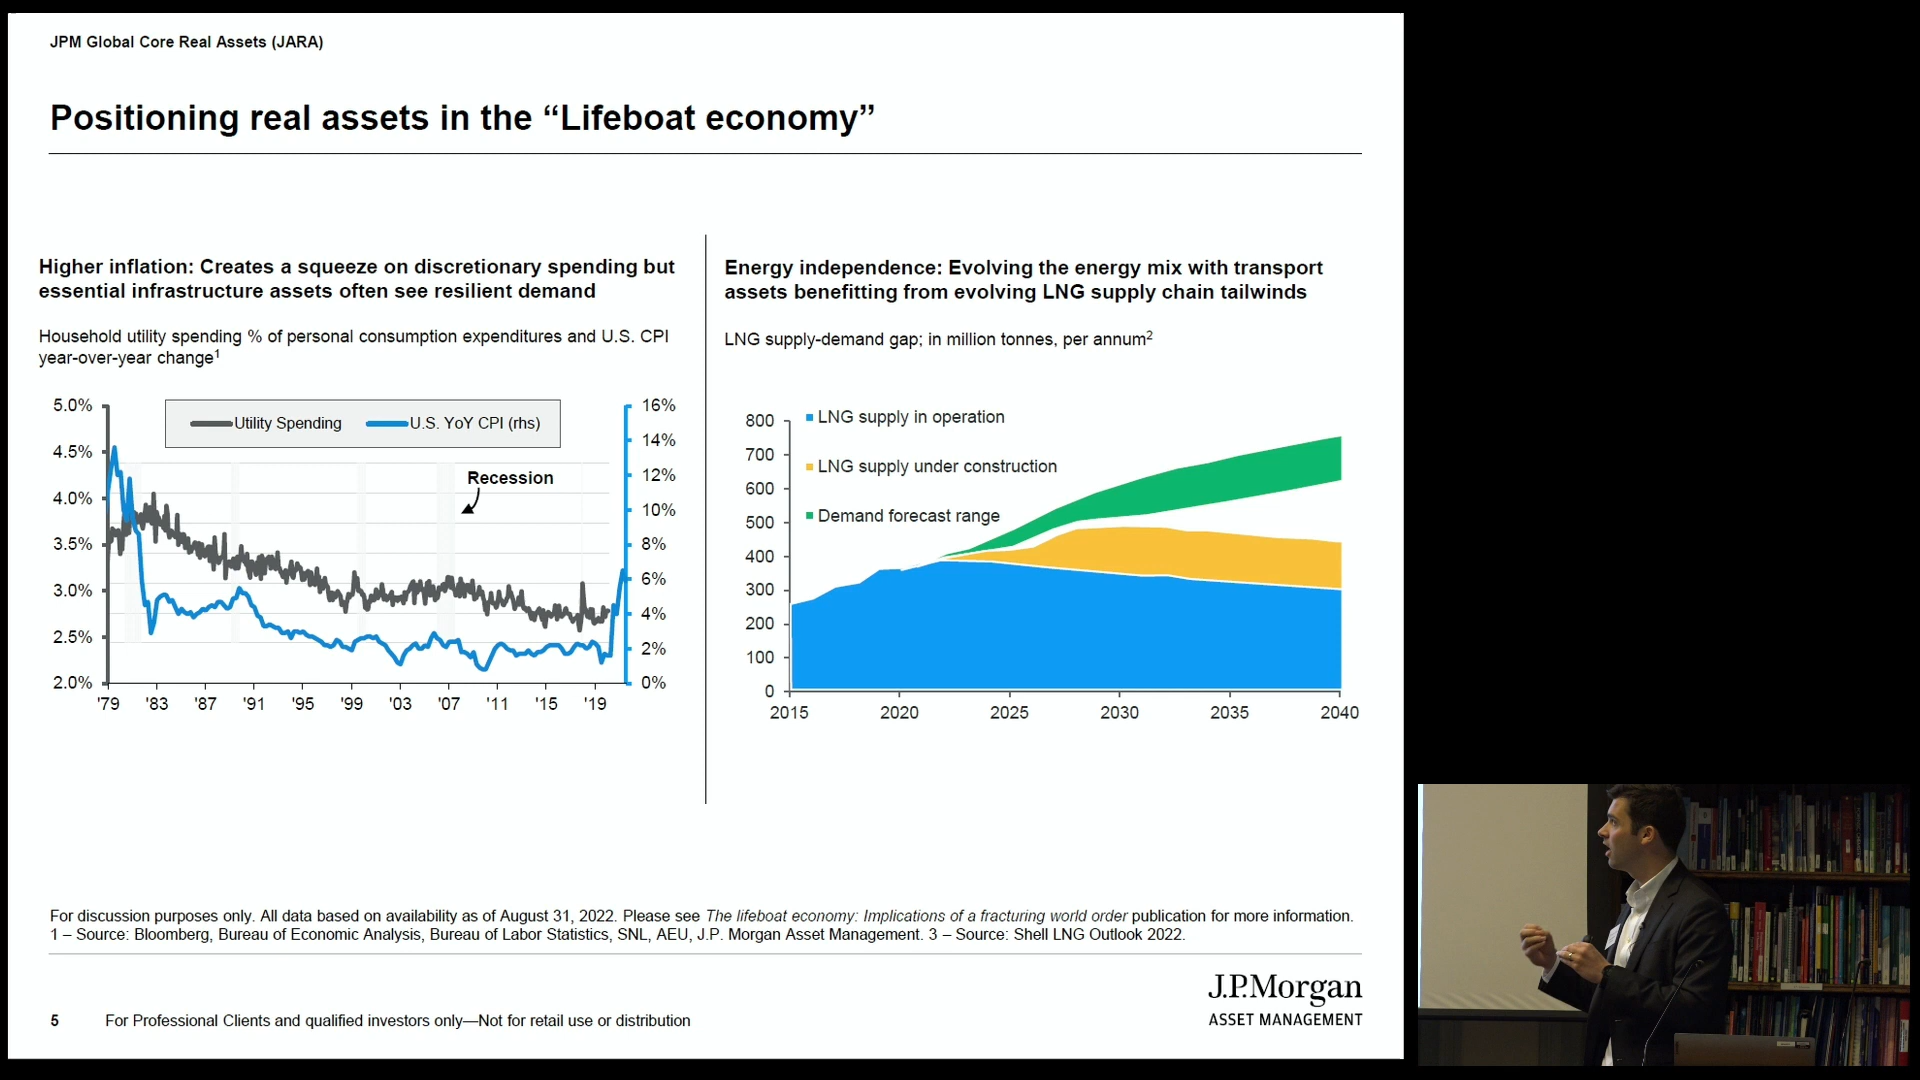 JPM Global Core Real Assets (JARA)
Positioning real assets in the “Lifeboat economy”
Higher inflation: Creates a squeeze on discretionary spending but
essential infrastructure assets often see resilient demand
Household utility spending % of personal consumption expenditures and U.S. CPI
year-over-year change1
5.0%
4.5%
4.0%
3.5%
3.0%
2.5%
2.0%
Utility Spending
U.S. YoY CPI (rhs)
Recession
16%
14%
12%
10%
8%
6%
4%
2%
0%
'79 '83 '87 '91 '95 '99 '03 '07 '11 '15 '19
Energy independence: Evolving the energy mix with transport
assets benefitting from evolving LNG supply chain tailwinds
LNG supply-demand gap; in million tonnes, per annum2
800
700
600
500
400
300
200
100
0
LNG supply in operation
LNG supply under construction
Demand forecast range
2015 2020 2025 2030 2035 2040
For discussion purposes only. All data based on availability as of August 31, 2022. Please see The lifeboat economy: Implications of a fracturing world order publication for more information.
1 – Source: Bloomberg, Bureau of Economic Analysis, Bureau of Labor Statistics, SNL, AEU, J.P. Morgan Asset Management. 3 – Source: Shell LNG Outlook 2022.
J.P.Morgan
ASSET MANAGEMENT
5 For Professional Clients and qualified investors only—Not for retail use or distribution